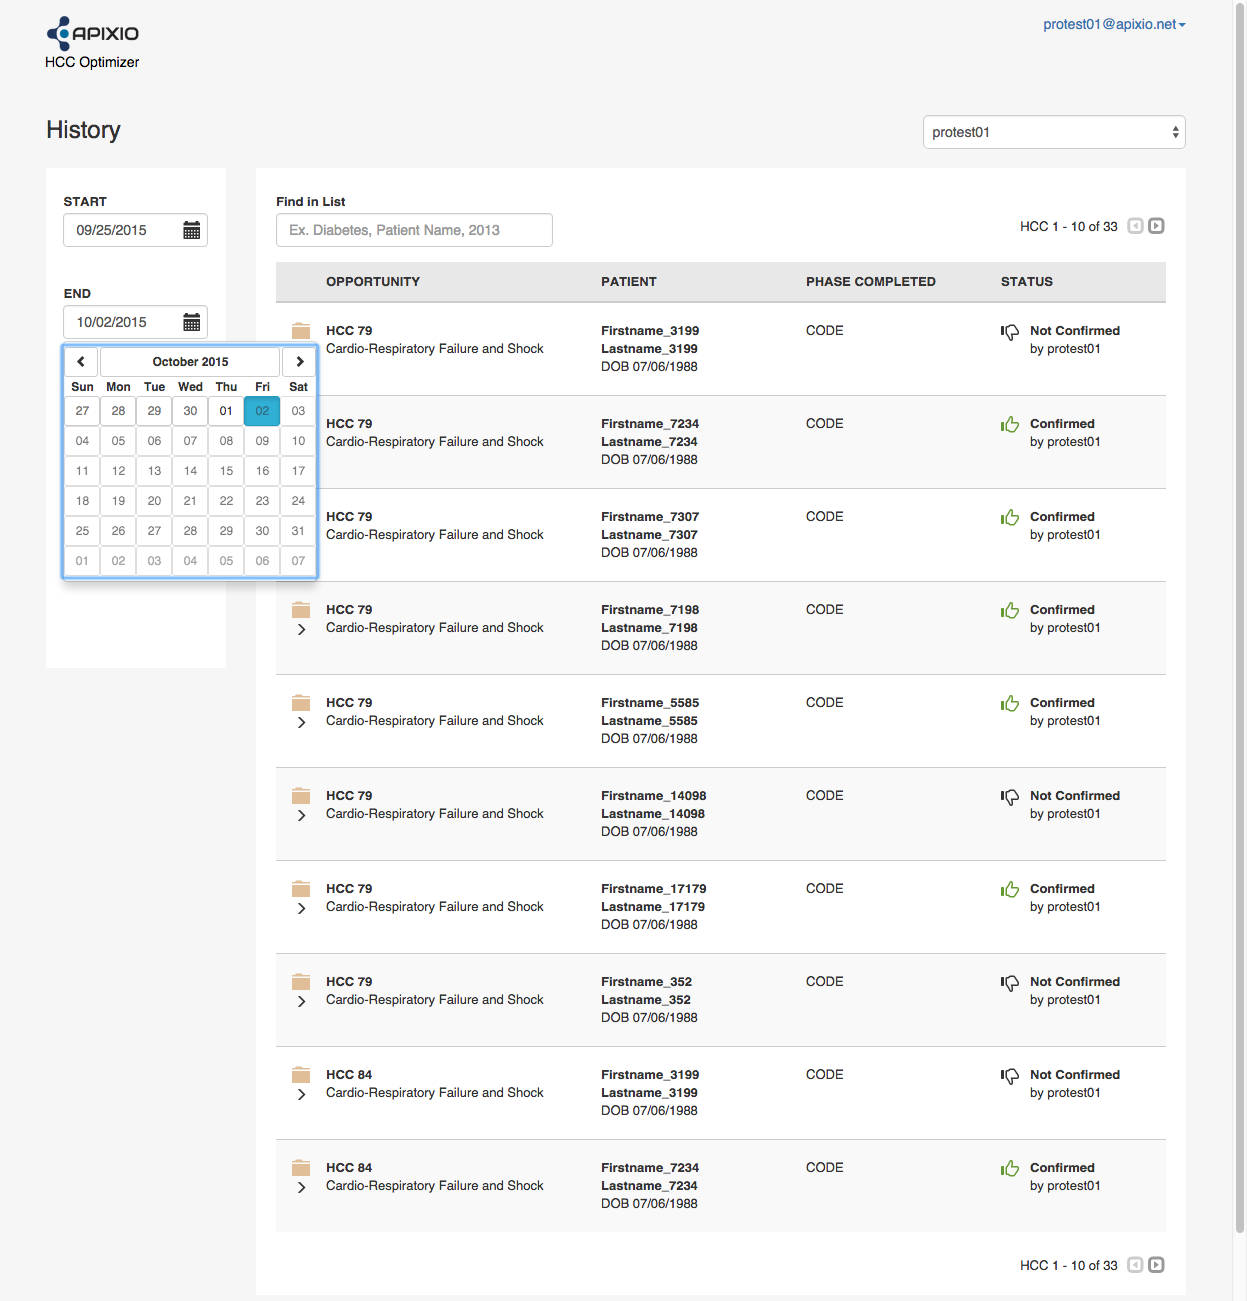 APIXIO
HCC Optimizer
protest01@apixio.net
History
protest01
START
09/25/2015
END
10/02/2015
October 2015
Sun Mon Tue Wed Thu Fri Sat
27 28 29 30 01 02 03
04 05 06 07 08 09 10
11 12 13 14 15 16 17
18 19 20 21 22 23 24
25 26 27 28 29 30 31
01 02 03 04 05 06 07
Find in List
Ex. Diabetes, Patient Name, 2013
HCC 1 - 10 of 33
OPPORTUNITY PATIENT PHASE COMPLETED STATUS
HCC 79 Firstname_3199 CODE Not Confirmed
Cardio-Respiratory Failure and Shock Lastname_3199 by protest01
DOB 07/06/1988
HCC 79 Firstname_7234 CODE Confirmed
Cardio-Respiratory Failure and Shock Lastname_7234 by protest01
DOB 07/06/1988
HCC 79 Firstname_7307 CODE Confirmed
Cardio-Respiratory Failure and Shock Lastname_7307 by protest01
DOB 07/06/1988
HCC 79 Firstname_7198 CODE Confirmed
Cardio-Respiratory Failure and Shock Lastname_7198 by protest01
DOB 07/06/1988
HCC 79 Firstname_5585 CODE Confirmed
Cardio-Respiratory Failure and Shock Lastname_5585 by protest01
DOB 07/06/1988
HCC 79 Firstname_14098 CODE Not Confirmed
Cardio-Respiratory Failure and Shock Lastname_14098 by protest01
DOB 07/06/1988
HCC 79 Firstname_17179 CODE Confirmed
Cardio-Respiratory Failure and Shock Lastname_17179 by protest01
DOB 07/06/1988
HCC 79 Firstname_352 CODE Not Confirmed
Cardio-Respiratory Failure and Shock Lastname_352 by protest01
DOB 07/06/1988
HCC 84 Firstname_3199 CODE Not Confirmed
Cardio-Respiratory Failure and Shock Lastname_3199 by protest01
DOB 07/06/1988
HCC 84 Firstname_7234 CODE Confirmed
Cardio-Respiratory Failure and Shock Lastname_7234 by protest01
DOB 07/06/1988
HCC 1 - 10 of 33